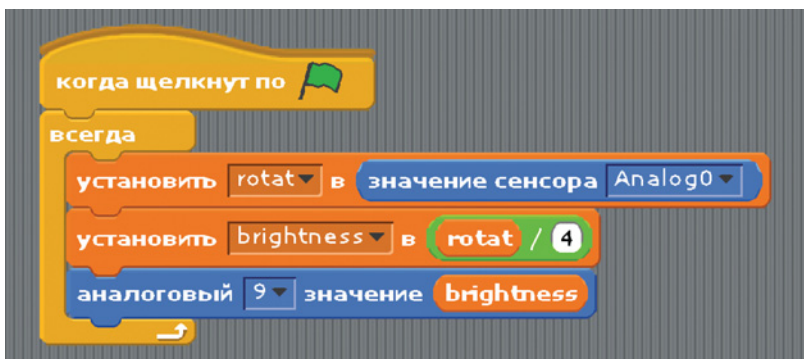 когда щелкнут по
всегда
установить rotat в значение сенсора Analog0
установить brightness в rotat / 4
аналоговый 9 значение brightness